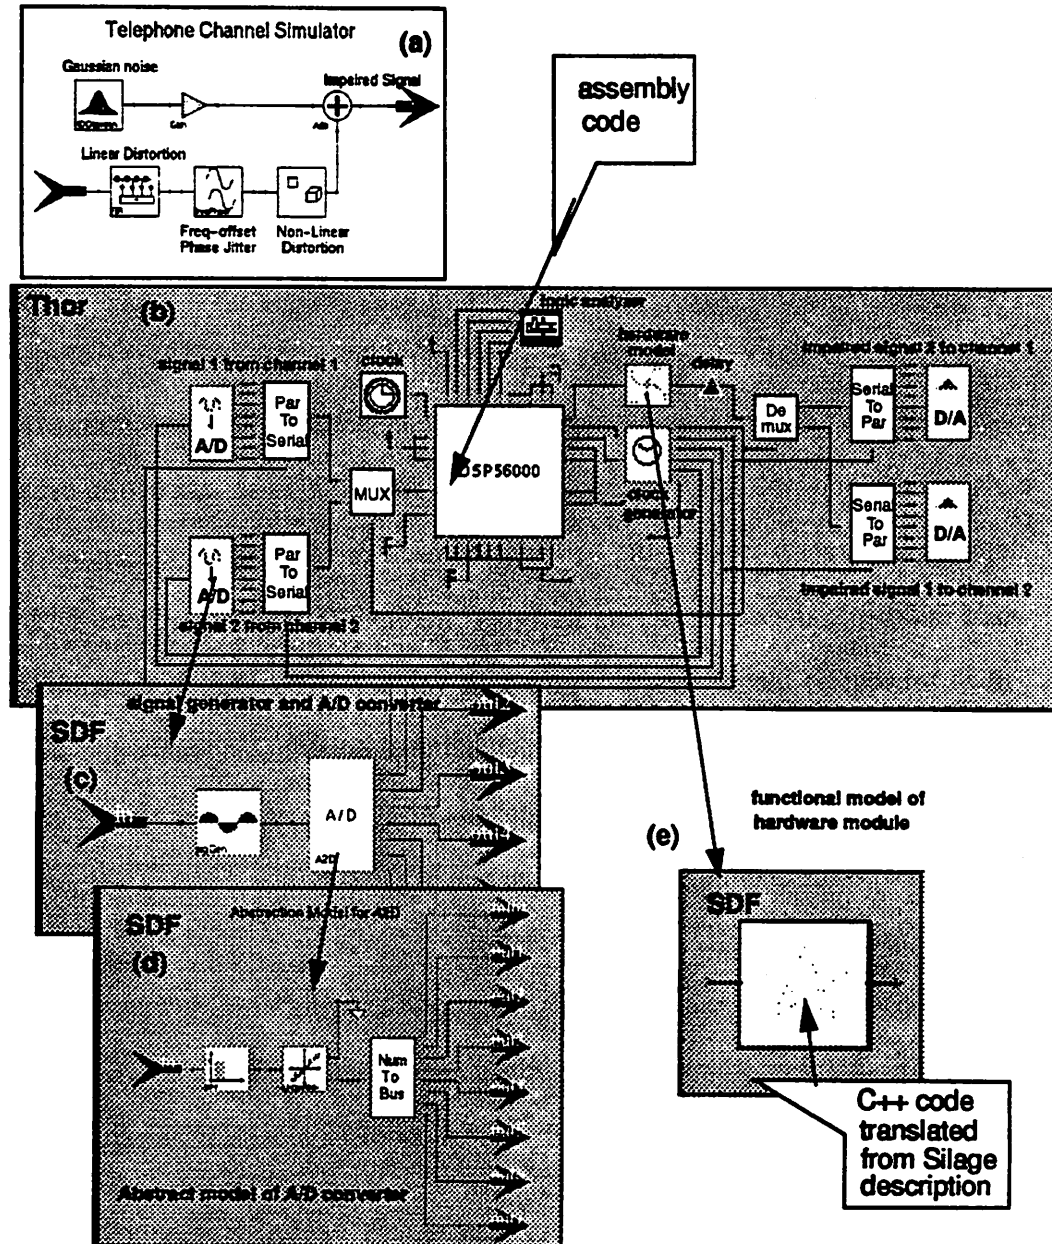 Telephone Channel Simulator
(a)
Gaussian noise
Impaired Signal
Gain
Add
Linear Distortion
Freq-offset
Phase Jitter
Non-Linear
Distortion
assembly
code
Thor
(b)
logic analyzer
signal 1 from channel 1
clock
hardware
model
delay
impaired signal 2 to channel 1
A/D
Par
To
Serial
MUX
DSP56000
De
mux
Serial
To
Par
D/A
clock
generator
A/D
Par
To
Serial
Serial
To
Par
D/A
signal 2 from channel 2
impaired signal 1 to channel 2
signal generator and A/D converter
SDF
(c)
A/D
A2D
functional model of
hardware module
(e)
SDF
SDF
Abstraction Model for A2D
(d)
Num
To
Bus
Abstract model of A/D converter
C++ code
translated
from Silage
description